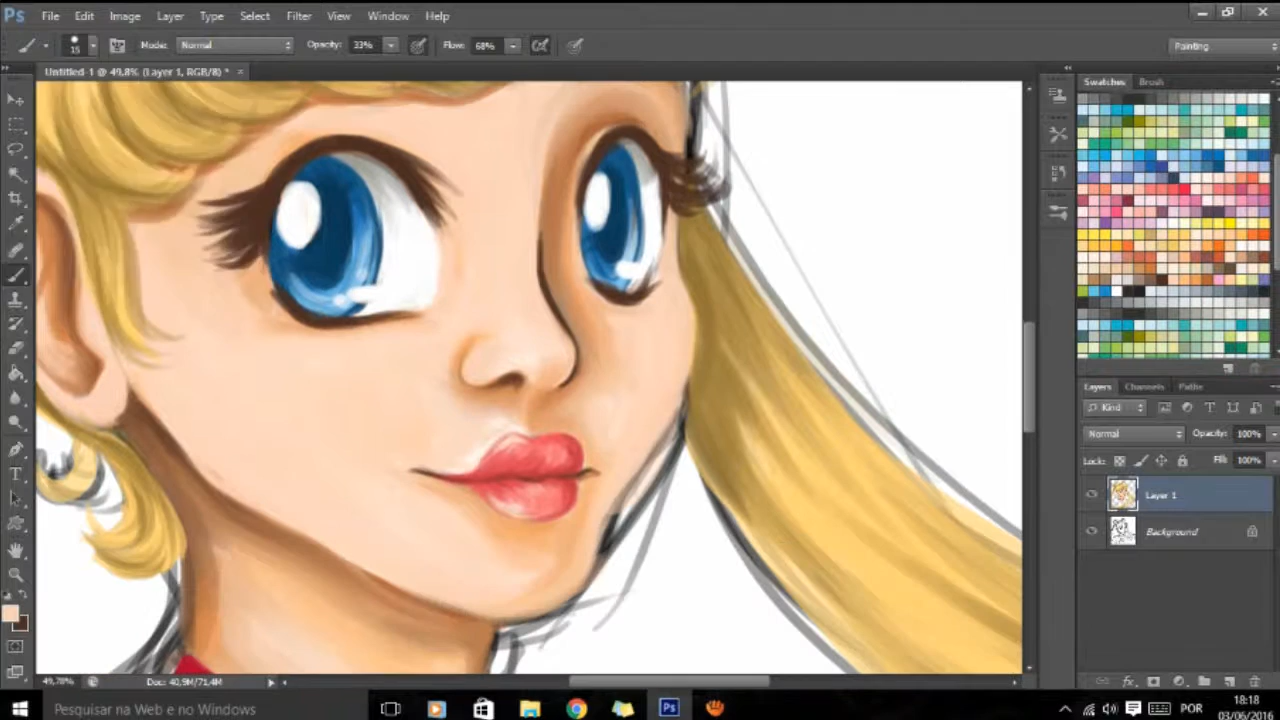 Ps File Edit Image Layer Type Select Filter View Window Help
15 Mode: Normal Opacity: 33% Flow: 68% Painting
Untitled-1 @ 49,8% (Layer 1, RGB/8) * ×
Swatches Brush
Layers Channels Paths
Kind
Normal Opacity: 100%
Lock: Fill: 100%
Layer 1
Background
49,78% Doc: 40,9M/71,4M
Pesquisar na Web e no Windows Ps POR 18:18
03/06/2016